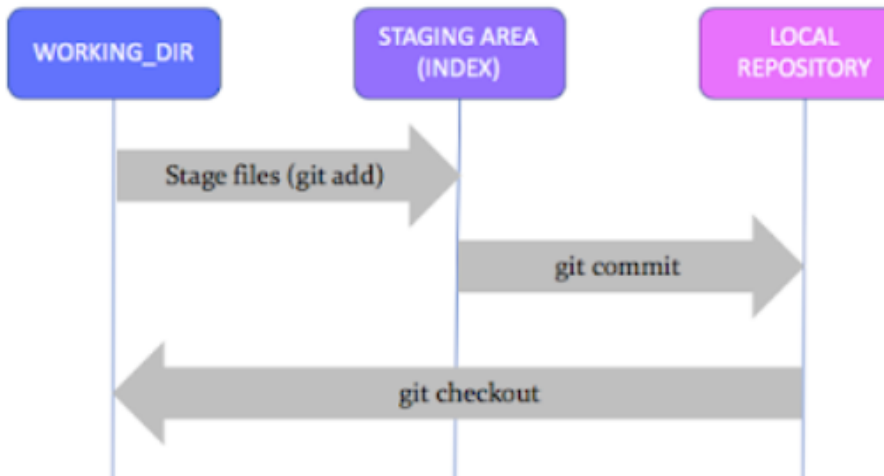 WORKING_DIR
STAGING AREA
(INDEX)
LOCAL
REPOSITORY
Stage files (git add)
git commit
git checkout